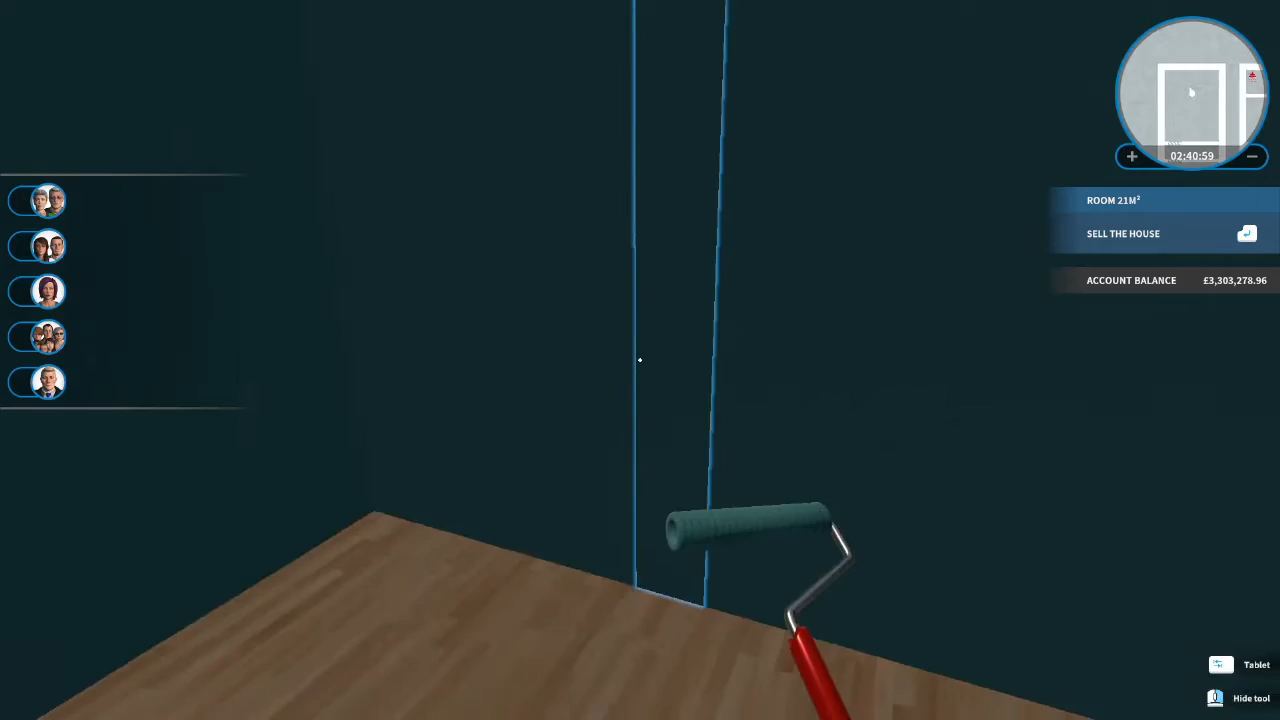 02:40:59
ROOM 21M²
SELL THE HOUSE
ACCOUNT BALANCE £3,303,278.96
Tablet
Hide tool